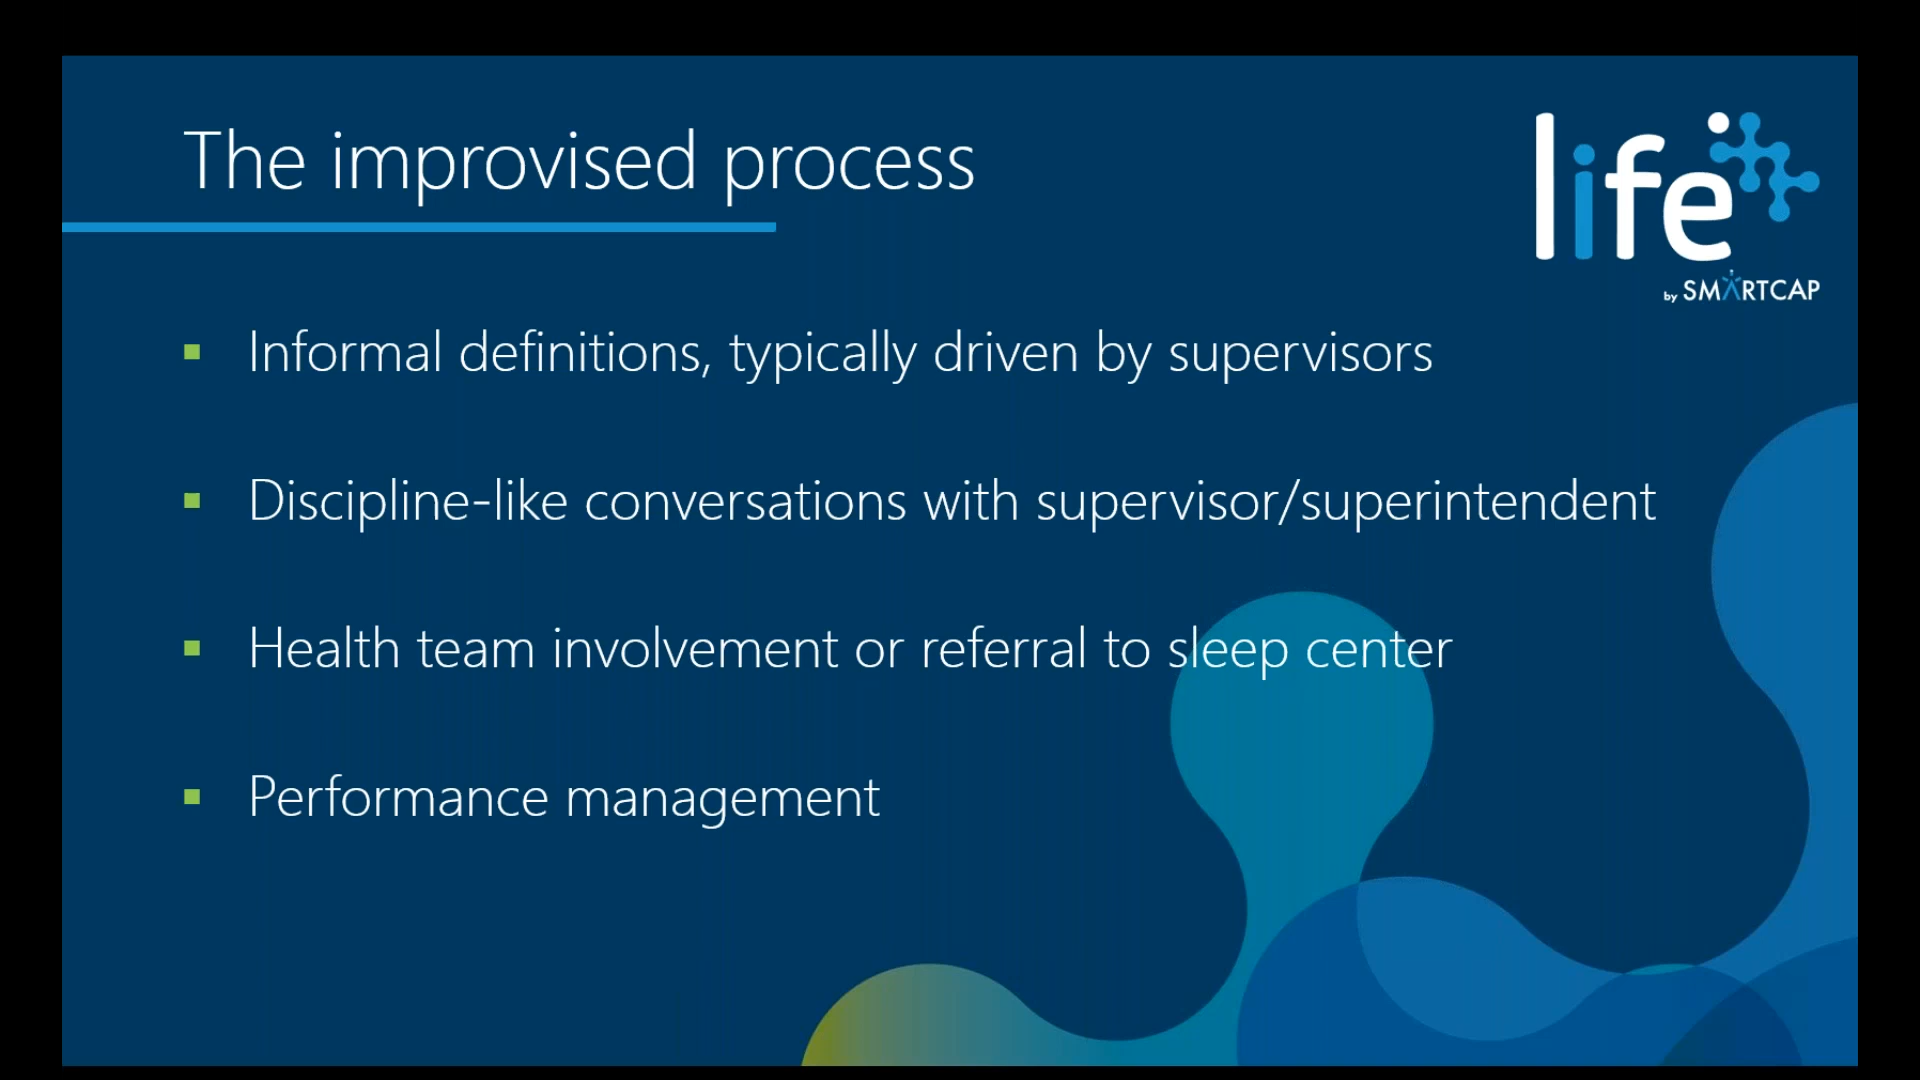 The improvised process
life
by SMARTCAP
Informal definitions, typically driven by supervisors
Discipline-like conversations with supervisor/superintendent
Health team involvement or referral to sleep center
Performance management